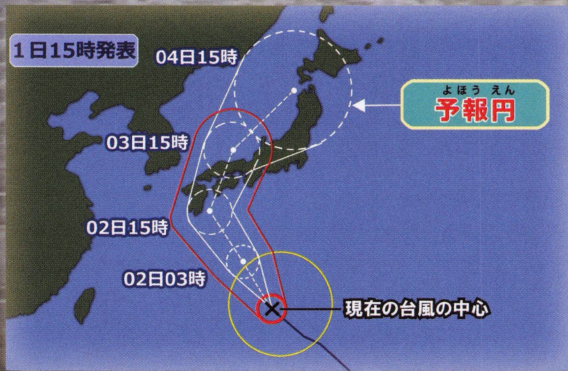 1日15時発表
04日15時
よほう えん
予報円
03日15時
02日15時
02日03時
現在の台風の中心